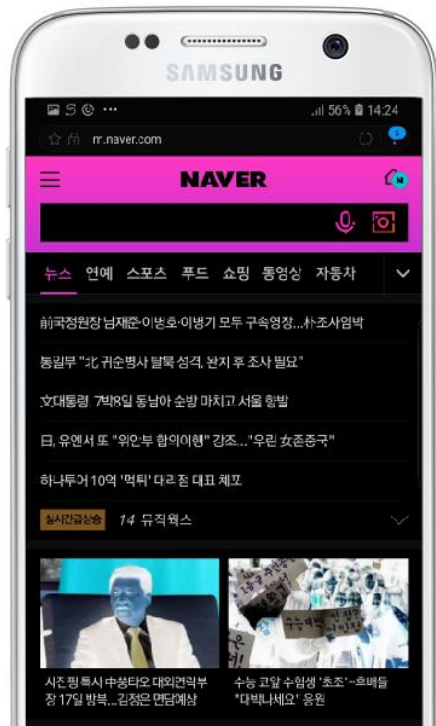 SAMSUNG
56% 14:24
m.naver.com
NAVER
뉴스 연예 스포츠 푸드 쇼핑 동영상 자동차
前국정원장 남재준·이병호·이병기 모두 구속영장...朴조사임박
통일부 "北 귀순병사 탈북 성격, 완치 후 조사 필요"
文대통령 7박8일 동남아 순방 마치고 서울 향발
日, 유엔서 또 "위안부 합의이행" 강조..."우린 女존중국"
하나투어 10억 '먹튀' 대리점 대표 체포
실시간급상승 14 뮤직웍스
시진핑 특사 中쑹타오 대외연락부
장 17일 방북...김정은 면담예상
수능 코앞 수험생 '초조'··후배들
"대박나세요" 응원